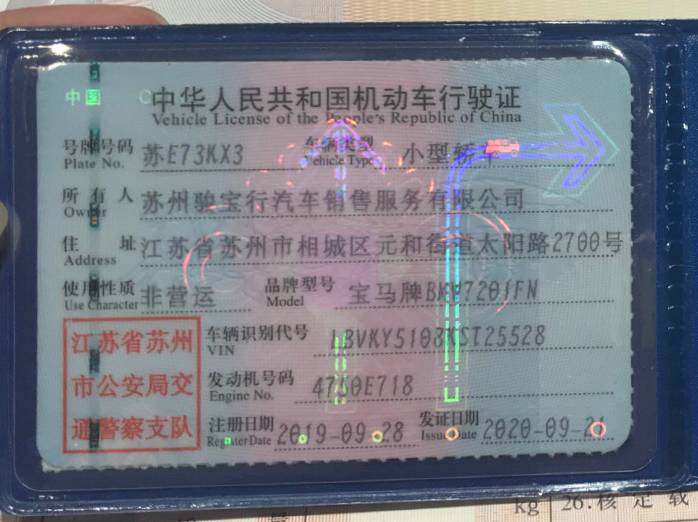 中国
中华人民共和国机动车行驶证
Vehicle License of the People's Republic of China
号牌号码 苏E73KX3 车辆类型 小型轿车
Plate No. Vehicle Type
所有人 苏州骏宝行汽车销售服务有限公司
Owner
住址 江苏省苏州市相城区元和街道太阳路2700号
Address
使用性质 非营运 品牌型号 宝马牌BMW7201FN
Use Character Model
江苏省苏州 车辆识别代号 LBVKY5108KST25528
VIN
市公安局交 发动机号码 4750E718
Engine No.
通警察支队 注册日期 2019-09-28 发证日期 2020-09-21
Register Date Issue Date
kg 26.核定载